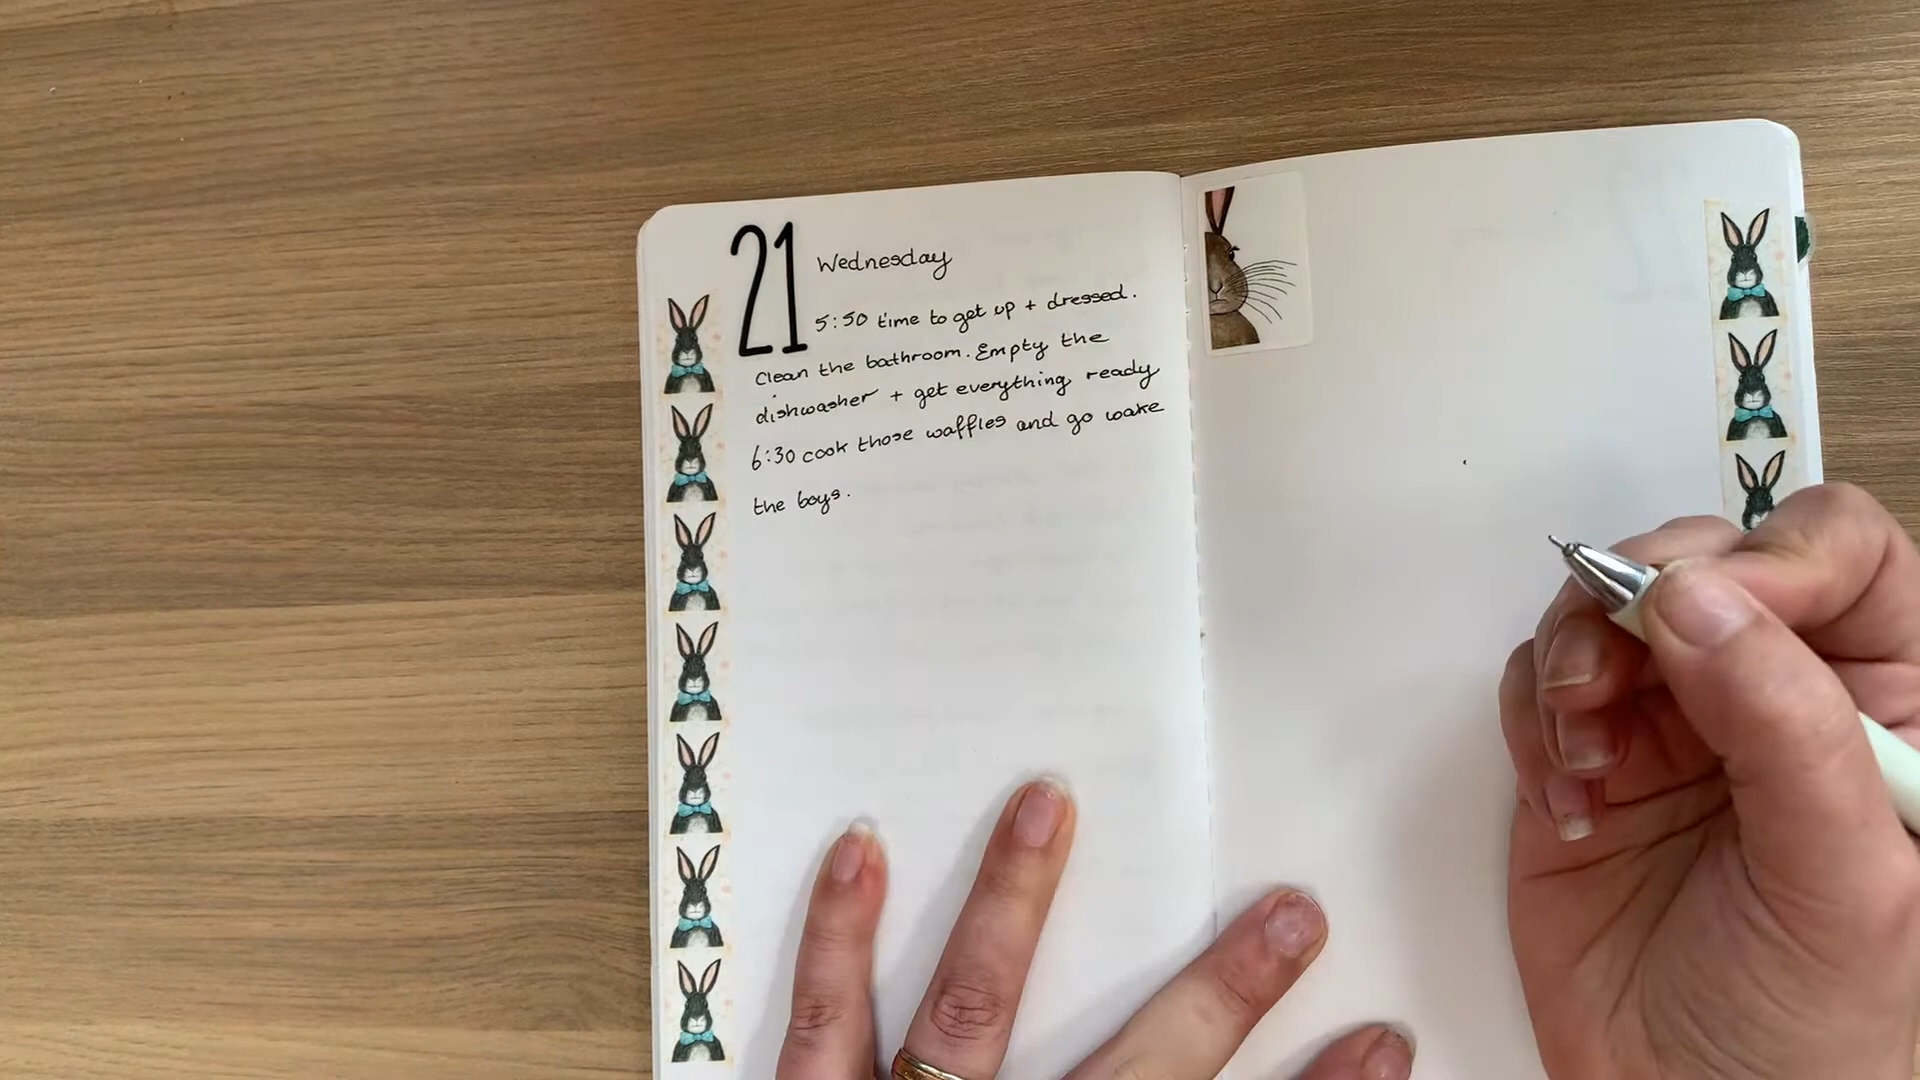 21 Wednesday
5:50 time to get up + dressed.
Clean the bathroom. Empty the
dishwasher + get everything ready
6:30 cook those waffles and go wake
the boys.